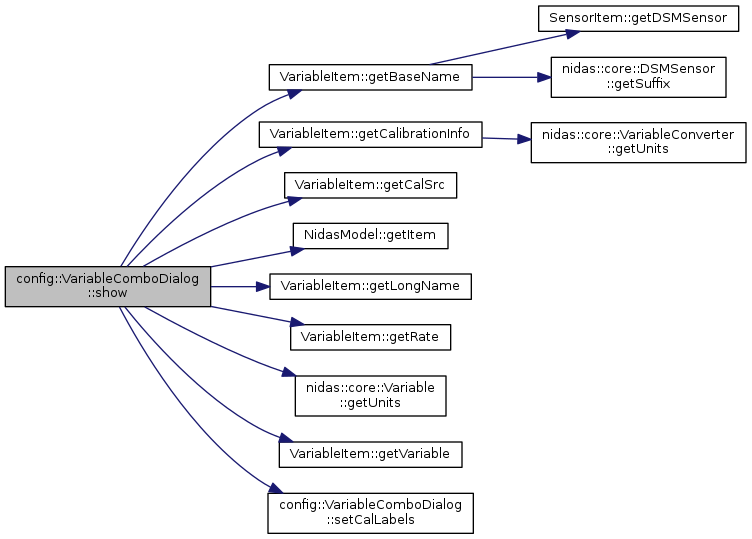 SensorItem::getDSMSensor
VariableItem::getBaseName
nidas::core::DSMSensor
::getSuffix
VariableItem::getCalibrationInfo
nidas::core::VariableConverter
::getUnits
VariableItem::getCalSrc
NidasModel::getItem
config::VariableComboDialog
::show
VariableItem::getLongName
VariableItem::getRate
nidas::core::Variable
::getUnits
VariableItem::getVariable
config::VariableComboDialog
::setCalLabels